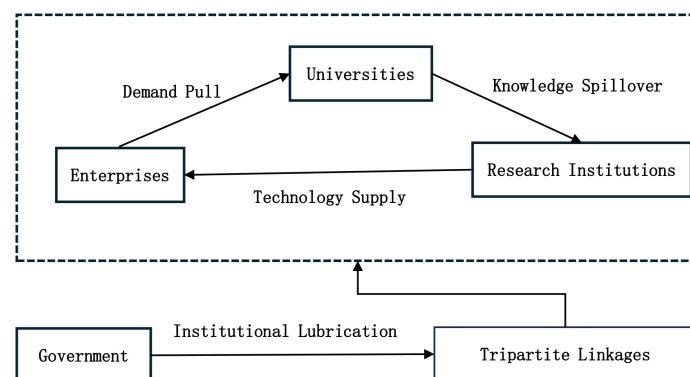 Universities
Demand Pull
Knowledge Spillover
Enterprises
Research Institutions
Technology Supply
Institutional Lubrication
Government
Tripartite Linkages